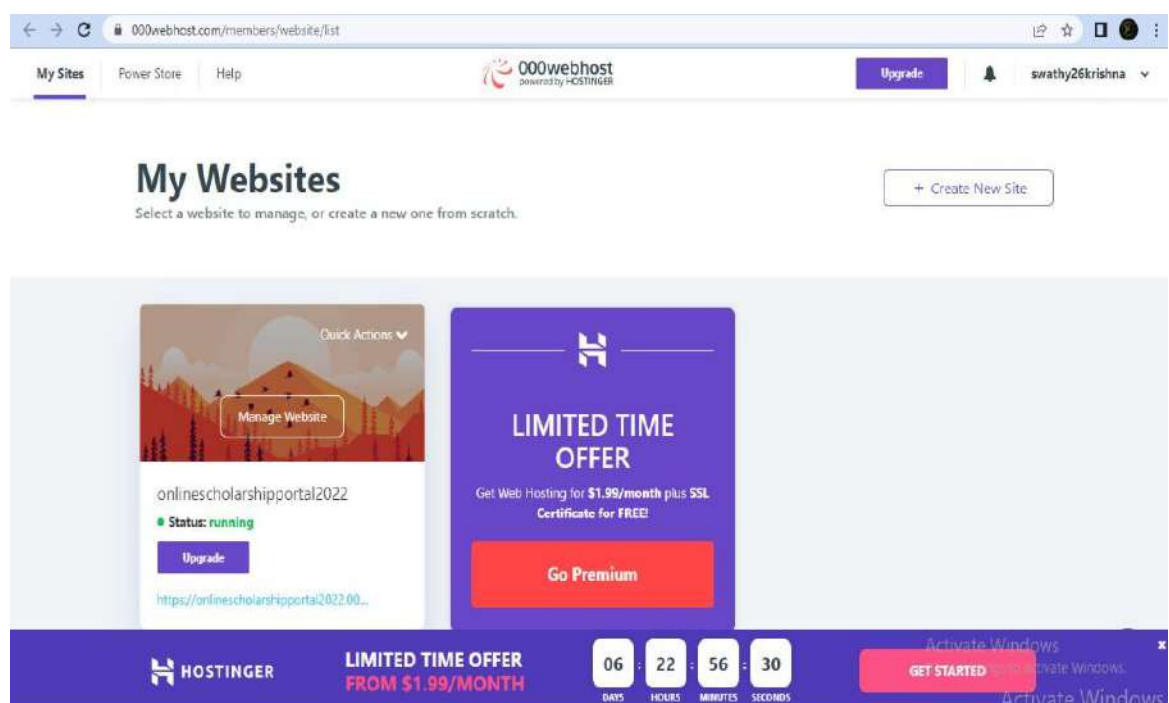 000webhost.com/members/website/list
My Sites Power Store Help
000webhost
powered by HOSTINGER
Upgrade swathy26krishna
My Websites
Select a website to manage, or create a new one from scratch.
+ Create New Site
Quick Actions
Manage Website
onlinescholarshipportal2022
Status: running
Upgrade
https://onlinescholarshipportal2022.00...
LIMITED TIME
OFFER
Get Web Hosting for $1.99/month plus SSL
Certificate for FREE!
Go Premium
HOSTINGER
LIMITED TIME OFFER
FROM $1.99/MONTH
06 : 22 : 56 : 30
DAYS HOURS MINUTES SECONDS
GET STARTED
x
Activate Windows
activate Windows.
Activate Windows